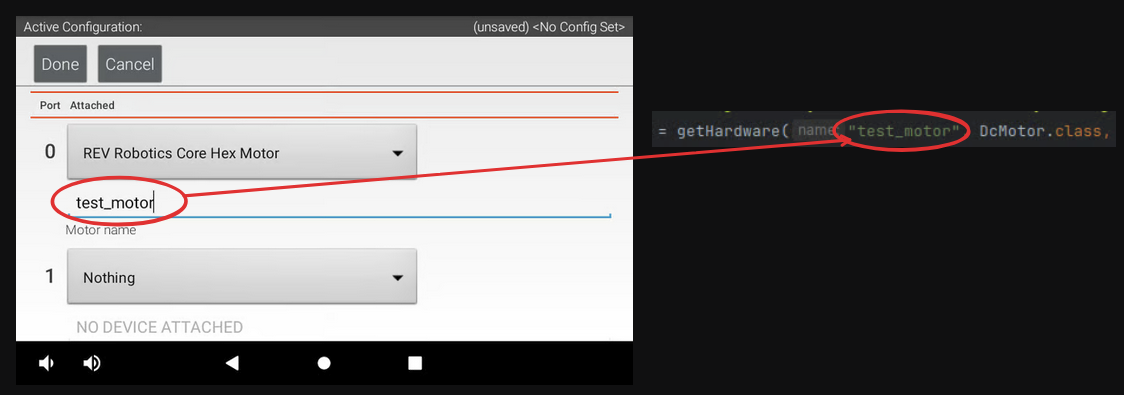 Active Configuration: (unsaved) <No Config Set>
Done Cancel
Port Attached
0 REV Robotics Core Hex Motor
test_motor
Motor name
1 Nothing
NO DEVICE ATTACHED
= getHardware( name "test_motor" DcMotor.class,